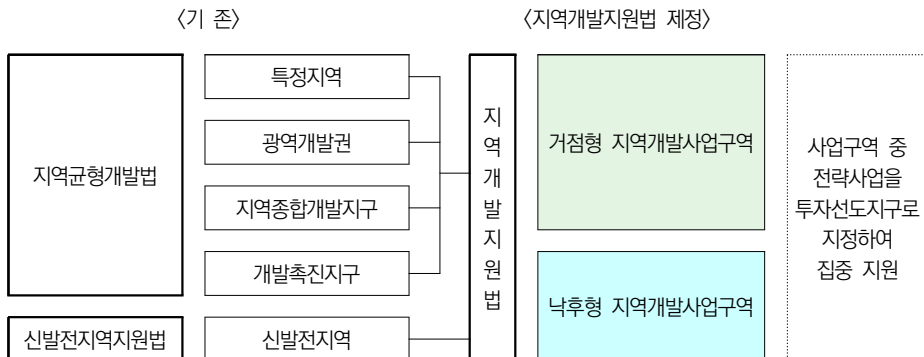 〈기 존〉
〈지역개발지원법 제정〉
지역균형개발법
신발전지역지원법
특정지역
광역개발권
지역종합개발지구
개발촉진지구
신발전지역
지
역
개
발
지
원
법
거점형 지역개발사업구역
낙후형 지역개발사업구역
사업구역 중
전략사업을
투자선도지구로
지정하여
집중 지원